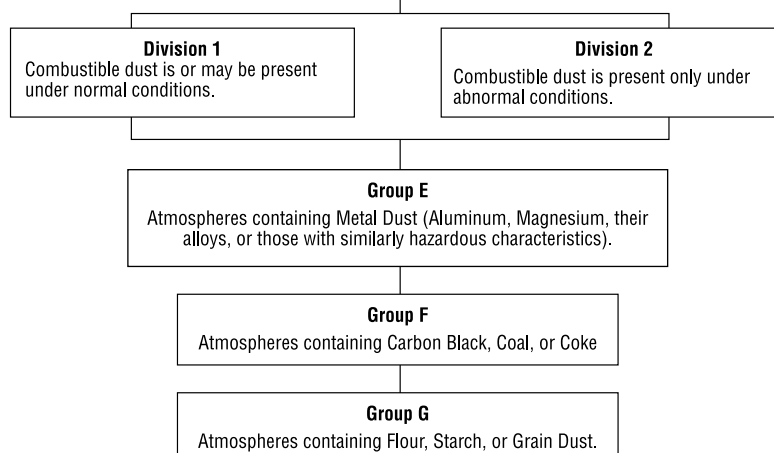 Division 1
Combustible dust is or may be present
under normal conditions.
Division 2
Combustible dust is present only under
abnormal conditions.
Group E
Atmospheres containing Metal Dust (Aluminum, Magnesium, their
alloys, or those with similarly hazardous characteristics).
Group F
Atmospheres containing Carbon Black, Coal, or Coke
Group G
Atmospheres containing Flour, Starch, or Grain Dust.